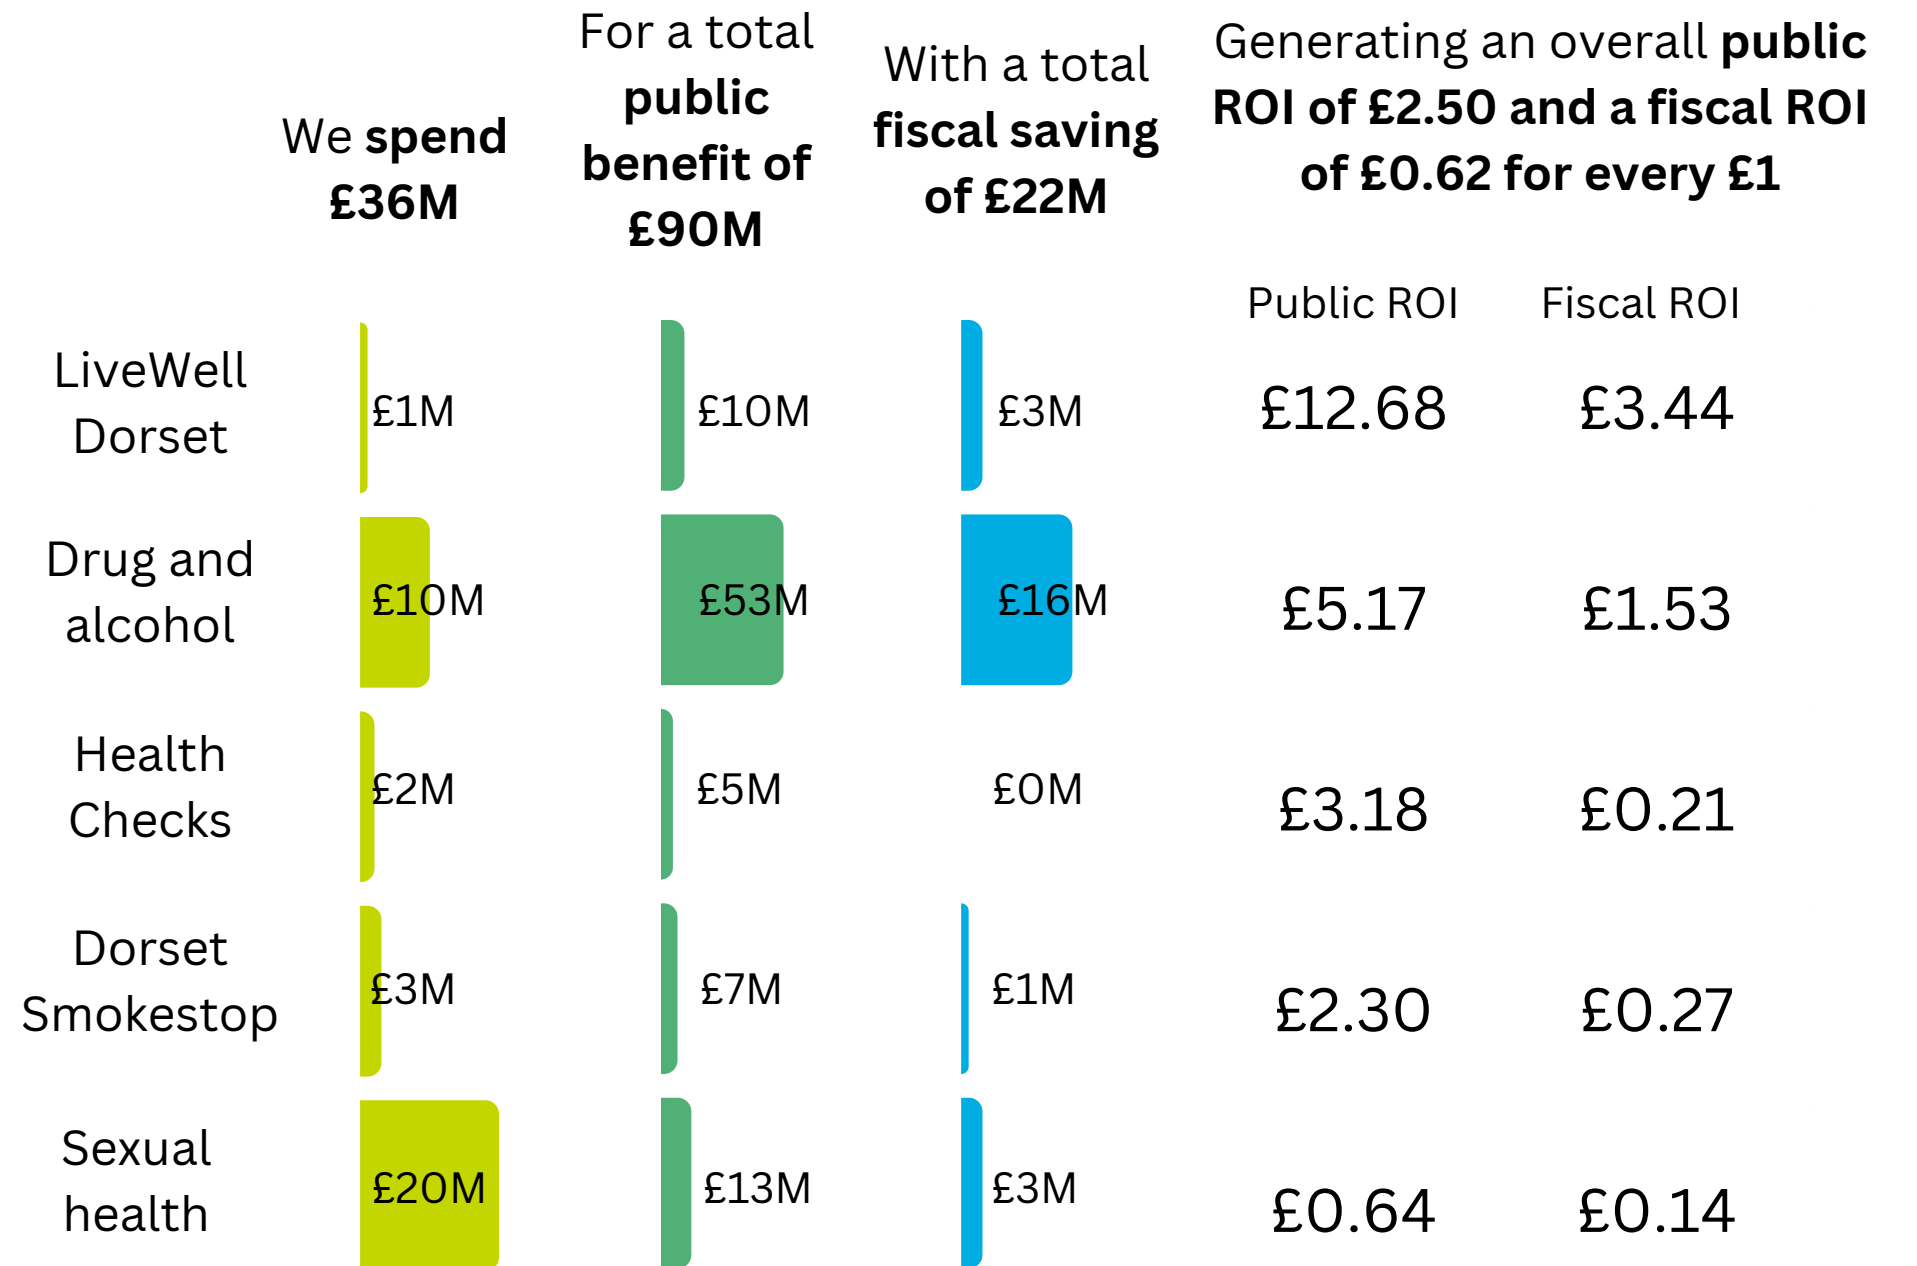 We spend
£36M
For a total
public
benefit of
£90M
With a total
fiscal saving
of £22M
Generating an overall public
ROI of £2.50 and a fiscal ROI
of £0.62 for every £1
Public ROI
Fiscal ROI
LiveWell
Dorset
£1M
£10M
£3M
£12.68
£3.44
Drug and
alcohol
£10M
£53M
£16M
£5.17
£1.53
Health
Checks
£2M
£5M
£0M
£3.18
£0.21
Dorset
Smokestop
£3M
£7M
£1M
£2.30
£0.27
Sexual
health
£20M
£13M
£3M
£0.64
£0.14